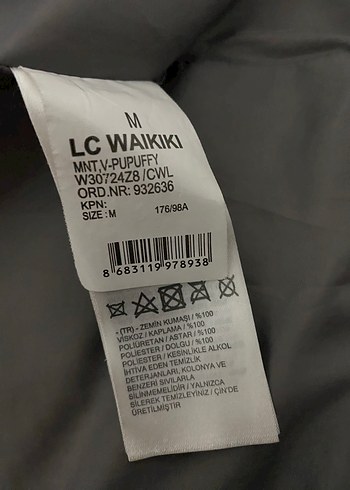 M
LC WAIKIKI
MNT,V-PUPUFFY
W30724Z8 /CWL
ORD.NR: 932636
KPN:
SIZE : M 176/98A
8 683119 978938
- (TR) - ZEMİN KUMAŞI / %100
VİSKOZ / KAPLAMA / %100
POLİÜRETAN / ASTAR / %100
POLİESTER / DOLGU / %100
POLİESTER / KESİNLİKLE ALKOL
İHTİVA EDEN TEMİZLİK
DETERJANLARI, KOLONYA VE
BENZERİ SIVILARLA
SİLİNMEMELİDİR / YALNIZCA
SİLEREK TEMİZLEYİNİZ / ÇİN'DE
ÜRETİLMİŞTİR